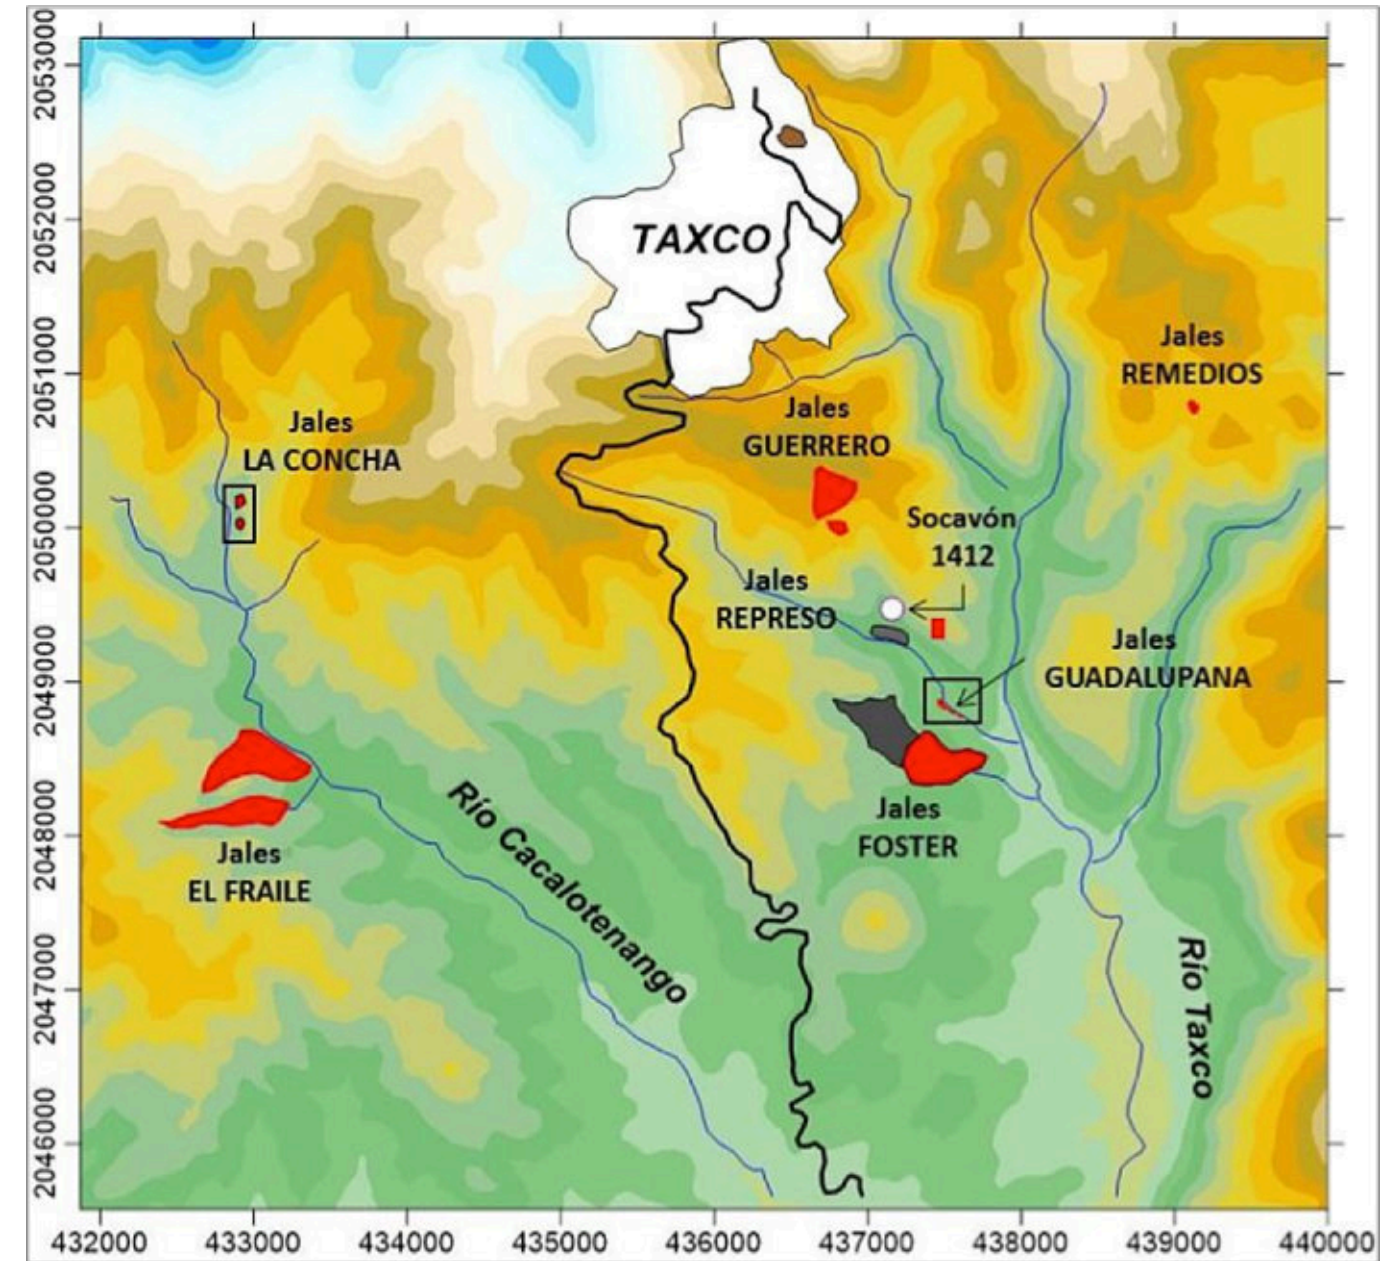 2053000
2052000
2051000
2050000
2049000
2048000
2047000
2046000
TAXCO
Jales
REMEDIOS
Jales
GUERRERO
Jales
LA CONCHA
Socavón
1412
Jales
REPRESO
Jales
GUADALUPANA
Jales
FOSTER
Jales
EL FRAILE
Río Cacalotenango
Río Taxco
432000
433000
434000
435000
436000
437000
438000
439000
440000